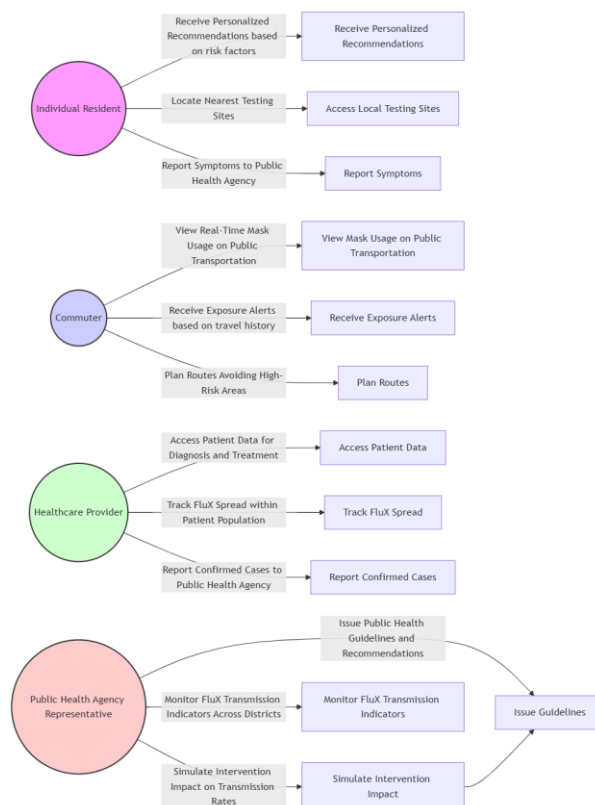 Receive Personalized
Recommendations based
on risk factors
Receive Personalized
Recommendations
Individual Resident
Locate Nearest Testing
Sites
Access Local Testing Sites
Report Symptoms to Public
Health Agency
Report Symptoms
View Real-Time Mask
Usage on Public
Transportation
View Mask Usage on Public
Transportation
Commuter
Receive Exposure Alerts
based on travel history
Receive Exposure Alerts
Plan Routes Avoiding High-
Risk Areas
Plan Routes
Access Patient Data for
Diagnosis and Treatment
Access Patient Data
Healthcare Provider
Track FluX Spread within
Patient Population
Track FluX Spread
Report Confirmed Cases to
Public Health Agency
Report Confirmed Cases
Issue Public Health
Guidelines and
Recommendations
Public Health Agency
Representative
Monitor FluX Transmission
Indicators Across Districts
Monitor FluX Transmission
Indicators
Issue Guidelines
Simulate Intervention
Impact on Transmission
Rates
Simulate Intervention
Impact